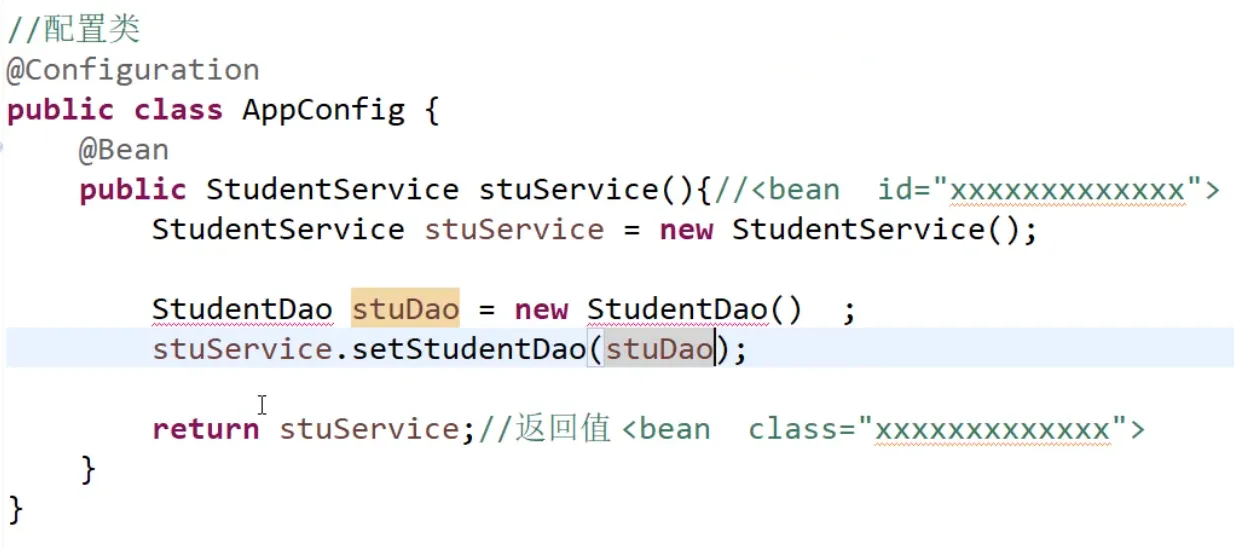 //配置类
@Configuration
public class AppConfig {
@Bean
public StudentService stuService(){//<bean  id="xxxxxxxxxxxxx">
StudentService stuService = new StudentService();
StudentDao stuDao = new StudentDao()  ;
stuService.setStudentDao(stuDao);
return stuService;//返回值 <bean  class="xxxxxxxxxxxxx">
}
}